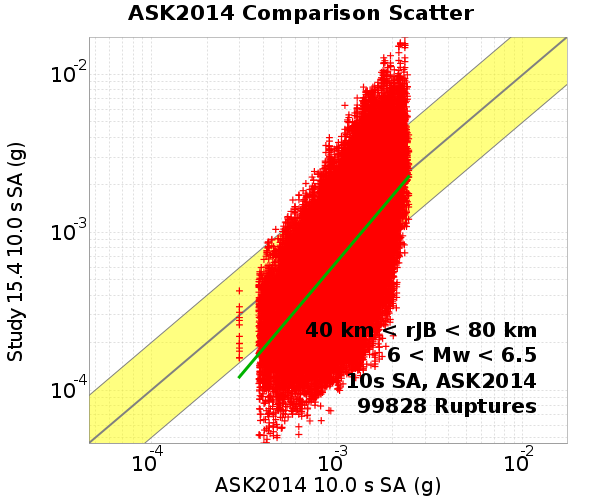 ASK2014 Comparison Scatter
Study 15.4 10.0 s SA (g)
10-2
10-3
10-4
40 km < rJB < 80 km
6 < Mw < 6.5
10s SA, ASK2014
99828 Ruptures
10-4 10-3 10-2
ASK2014 10.0 s SA (g)